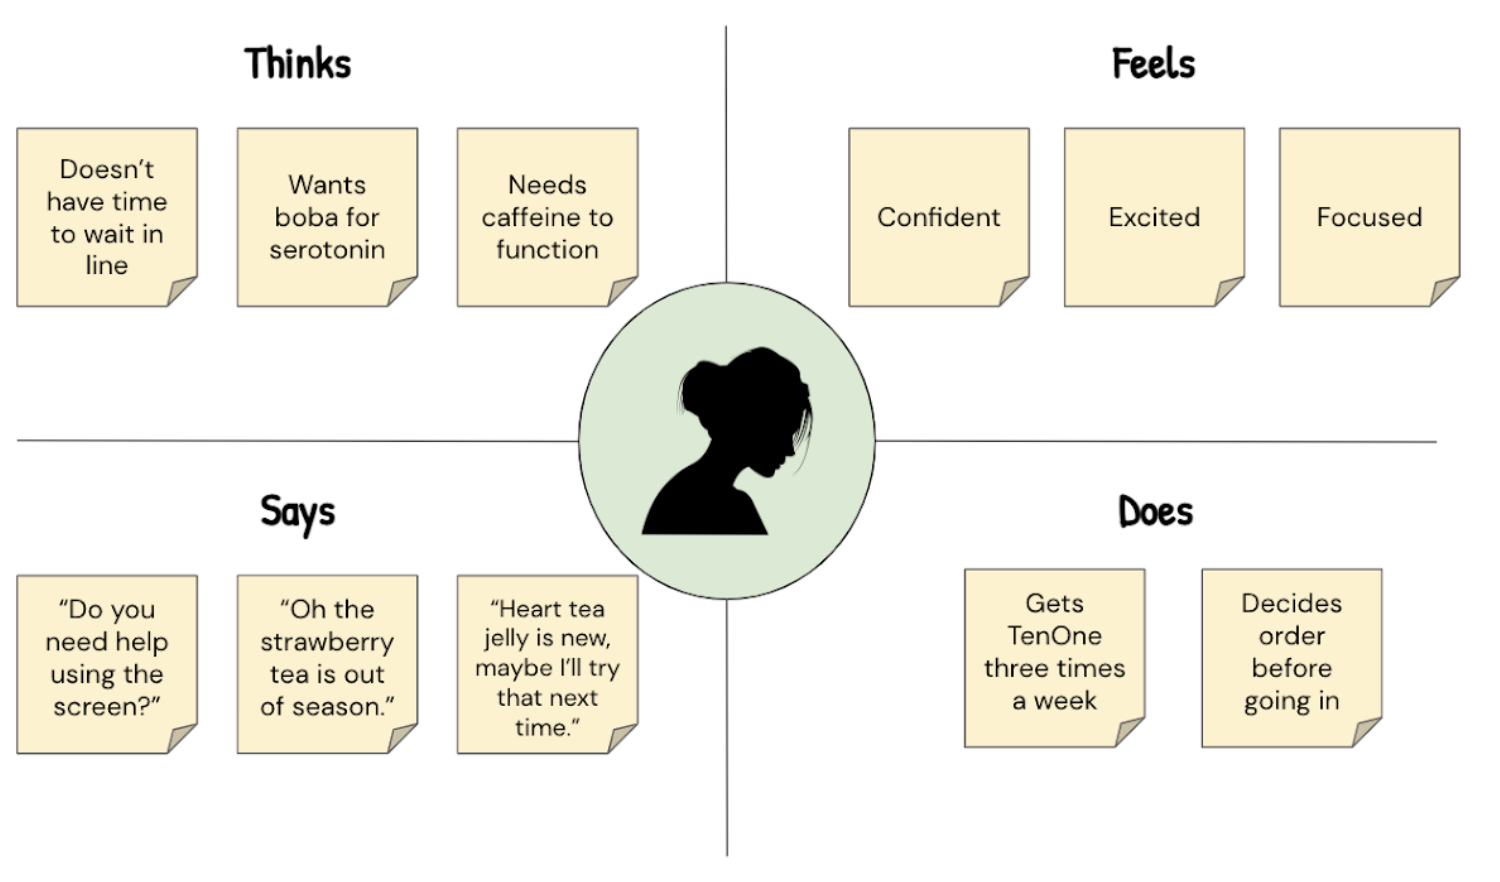 Thinks
Doesn’t
have time
to wait in
line
Wants
boba for
serotonin
Needs
caffeine to
function
Feels
Confident
Excited
Focused
Says
“Do you
need help
using the
screen?”
“Oh the
strawberry
tea is out
of season.”
“Heart tea
jelly is new,
maybe I’ll try
that next
time.”
Does
Gets
TenOne
three times
a week
Decides
order
before
going in